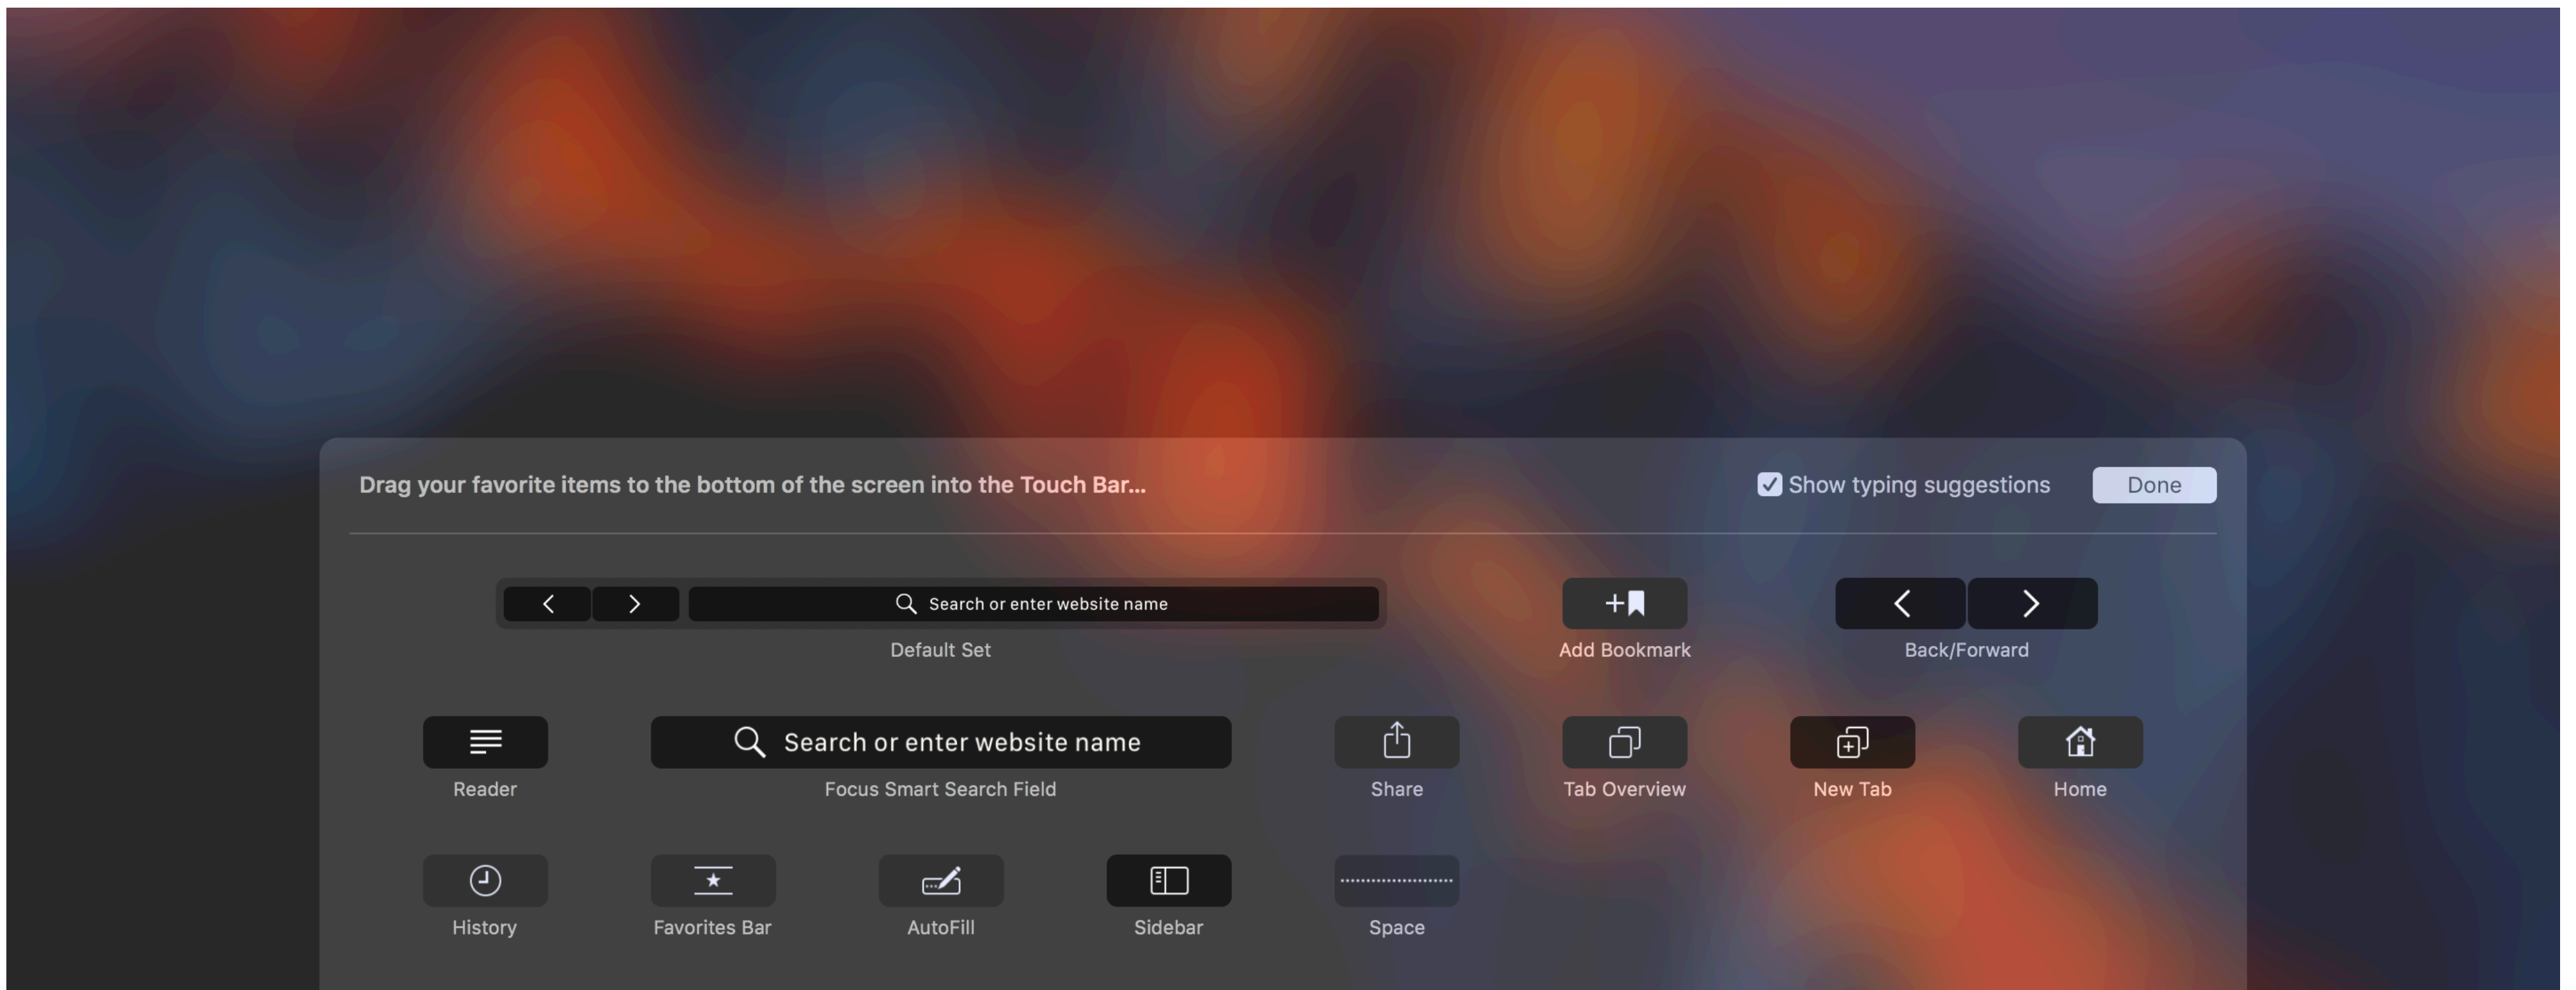 Drag your favorite items to the bottom of the screen into the Touch Bar...
Show typing suggestions
Done
Search or enter website name
Default Set
Add Bookmark
Back/Forward
Reader
Search or enter website name
Focus Smart Search Field
Share
Tab Overview
New Tab
Home
History
Favorites Bar
AutoFill
Sidebar
Space